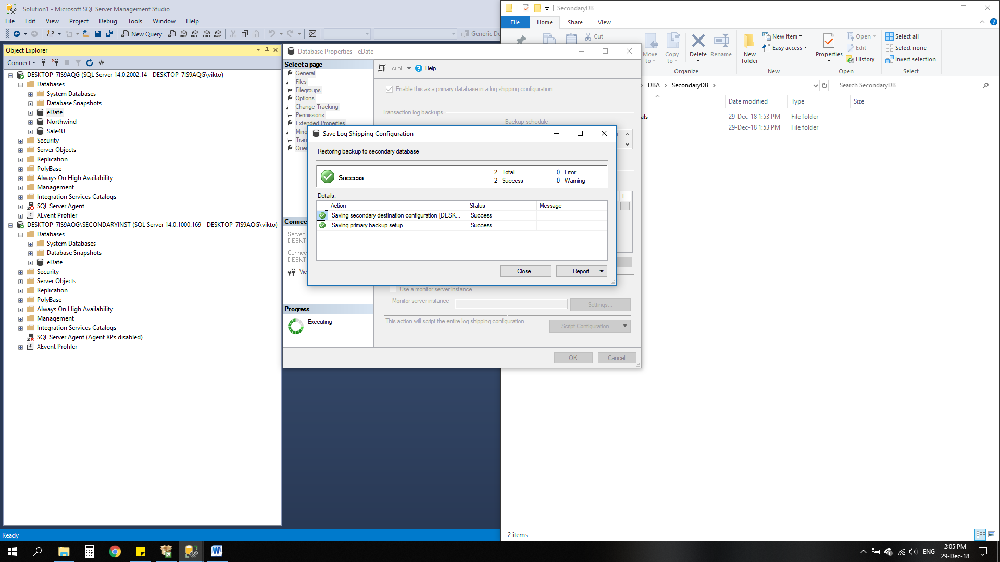 Solution1 - Microsoft SQL Server Management Studio
File Edit View Project Debug Tools Window Help
New Query
MDX
DMX
XMLA
DAX
Generic De
Object Explorer
Connect
DESKTOP-7IS9AQG (SQL Server 14.0.2002.14 - DESKTOP-7IS9AQG\vikto)
Databases
System Databases
Database Snapshots
eDate
Northwind
Sale4U
Security
Server Objects
Replication
PolyBase
Always On High Availability
Management
Integration Services Catalogs
SQL Server Agent
XEvent Profiler
DESKTOP-7IS9AQG\SECONDARYINST (SQL Server 14.0.1000.169 - DESKTOP-7IS9AQG\vikto)
Databases
System Databases
Database Snapshots
eDate
Security
Server Objects
Replication
PolyBase
Always On High Availability
Management
Integration Services Catalogs
SQL Server Agent (Agent XPs disabled)
XEvent Profiler
Ready
Database Properties - eDate
Select a page
General
Files
Filegroups
Options
Change Tracking
Permissions
Extended Properties
Mirro
Tran
Quer
Connec
Server:
DESKTO
Connec
DESKTO
Vie
Progress
Executing
Script Help
Enable this as a primary database in a log shipping configuration
Transaction log backups
Backup schedule:
I...
...
Use a monitor server instance
Monitor server instance
Settings...
This action will script the entire log shipping configuration.
Script Configuration
OK Cancel
Save Log Shipping Configuration
Restoring backup to secondary database
Success
2 Total 0 Error
2 Success 0 Warning
Details:
Action Status Message
Saving secondary destination configuration [DESK... Success
Saving primary backup setup Success
Close Report
SecondaryDB
File Home Share View
Cut
Move to
Copy to
Delete
Rename
Organize
New folder
New item
Easy access
New
Properties
Open
Edit
History
Open
Select all
Select none
Invert selection
Select
DBA > SecondaryDB >
Search SecondaryDB
Date modified Type Size
als 29-Dec-18 1:53 PM File folder
29-Dec-18 1:53 PM File folder
2 items
ENG
2:05 PM
29-Dec-18